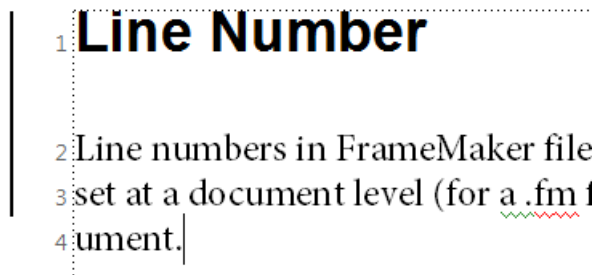 1 Line Number
2 Line numbers in FrameMaker file
3 set at a document level (for a .fm
4 ument.